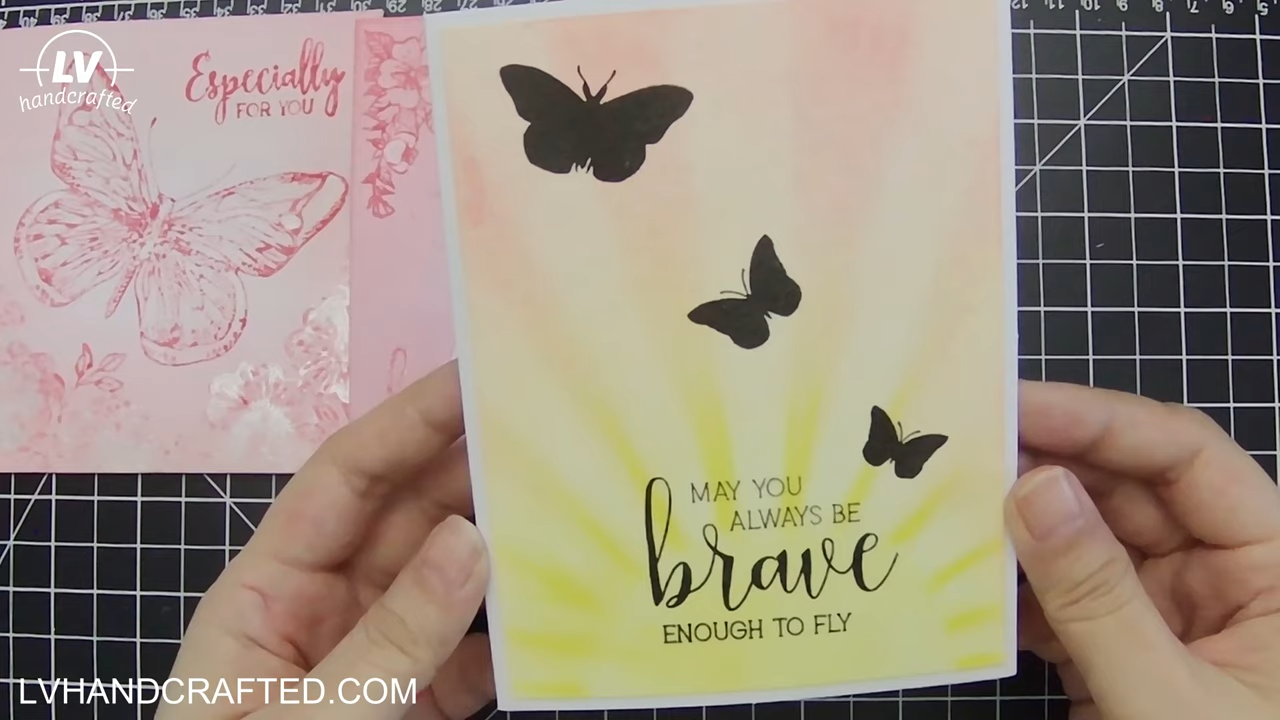 LV
handcrafted
Especially
FOR YOU
MAY YOU
ALWAYS BE
brave
ENOUGH TO FLY
LVHANDCRAFTED.COM